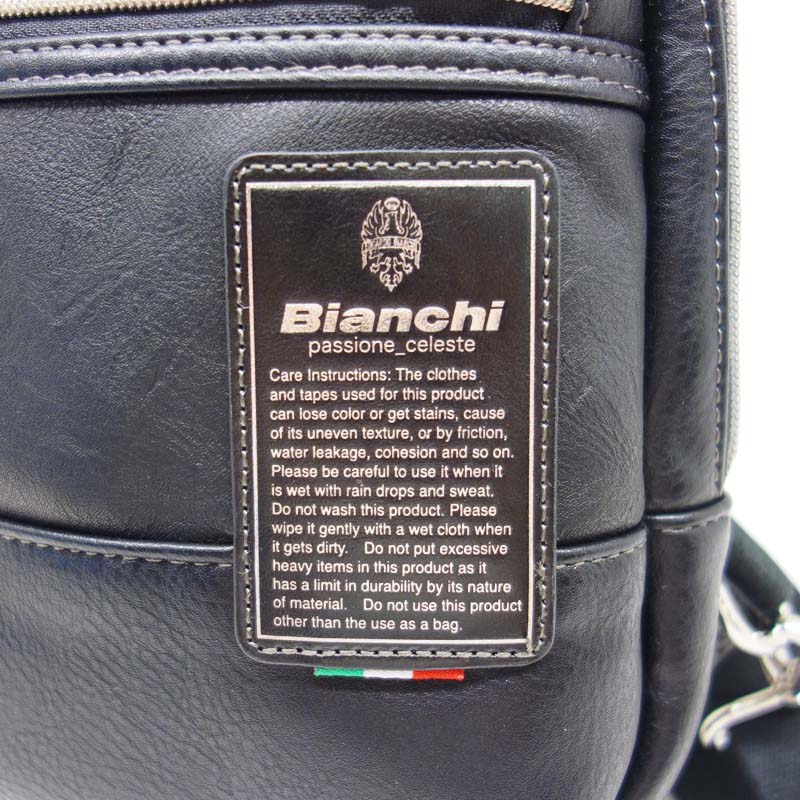 Bianchi
passione_celeste
Care Instructions: The clothes
and tapes used for this product
can lose color or get stains, cause
of its uneven texture, or by friction,
water leakage, cohesion and so on.
Please be careful to use it when it
is wet with rain drops and sweat.
Do not wash this product. Please
wipe it gently with a wet cloth when
it gets dirty. Do not put excessive
heavy items in this product as it
has a limit in durability by its nature
of material. Do not use this product
other than the use as a bag.